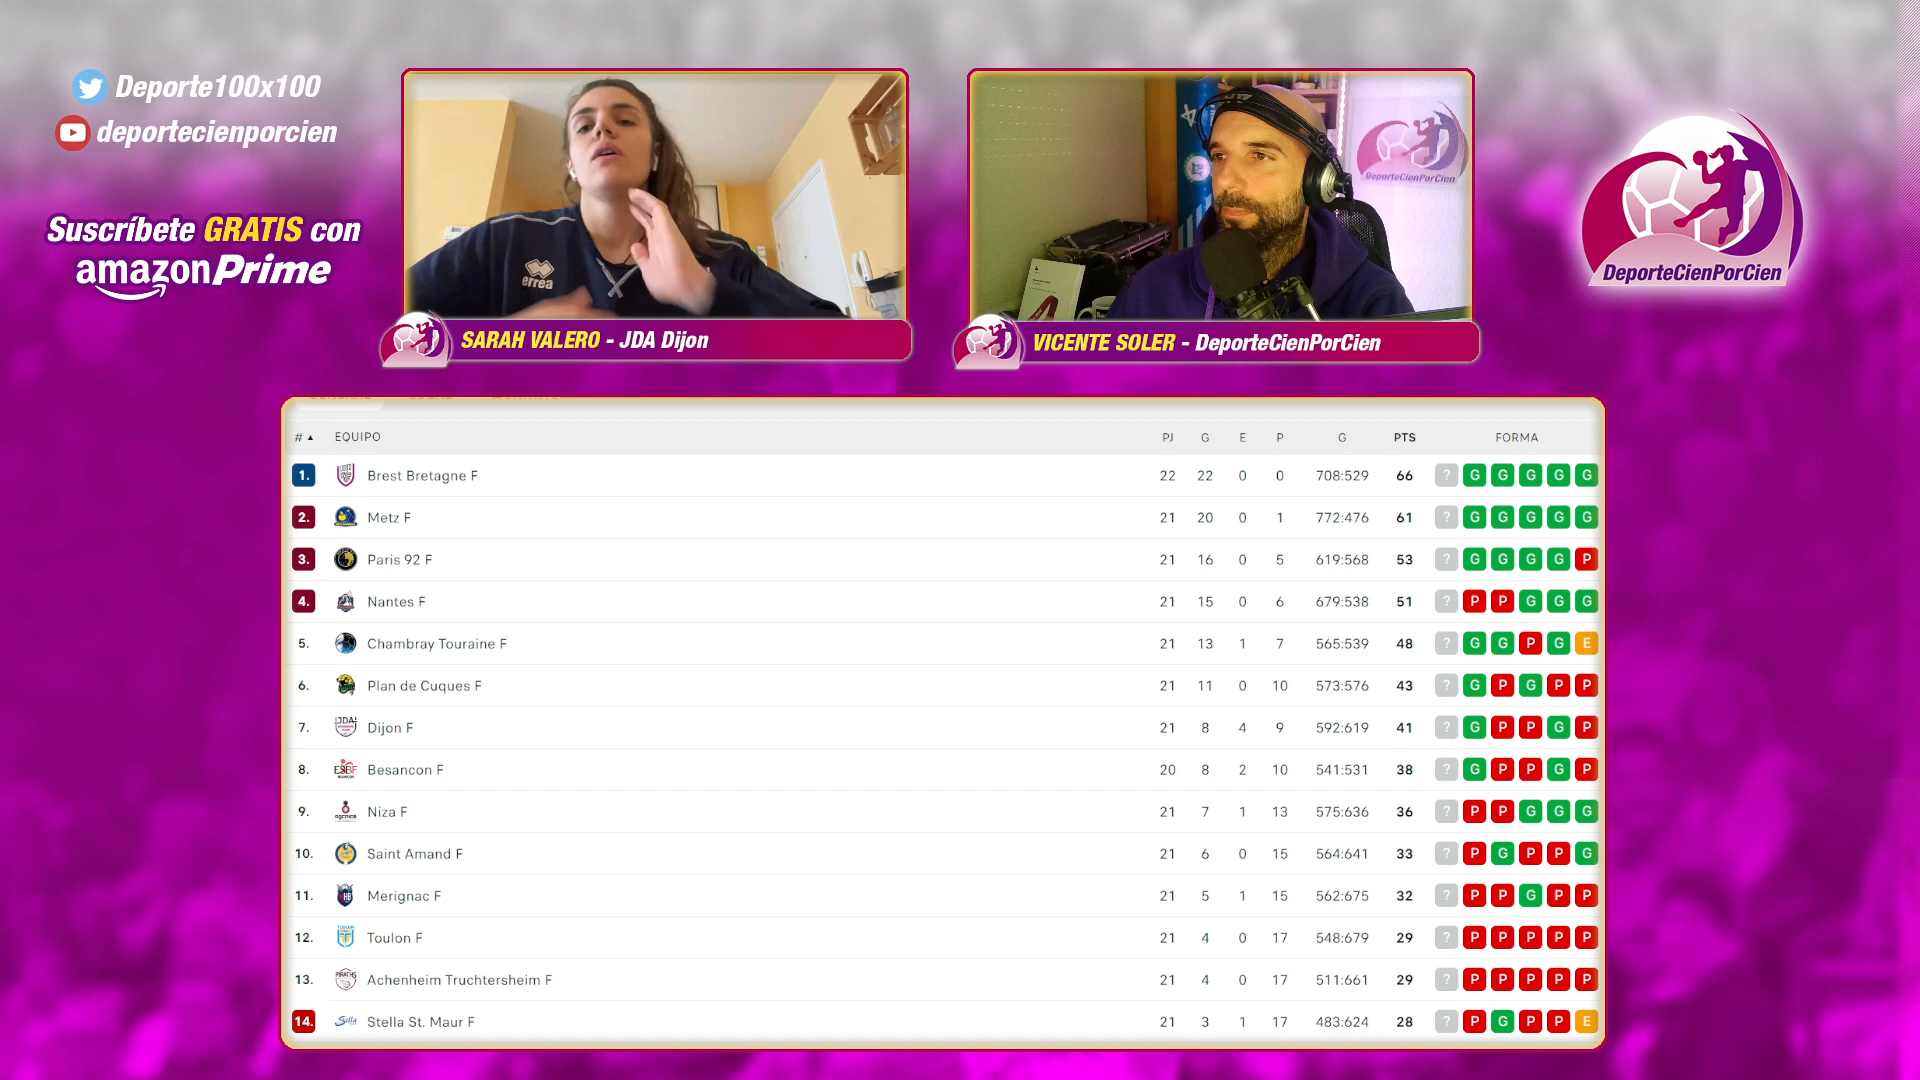 Deporte100x100
deportecienporcien
Suscríbete GRATIS con
amazonPrime
errea
SARAH VALERO - JDA Dijon
DeporteCienPorCien
VICENTE SOLER - DeporteCienPorCien
DeporteCienPorCien
# EQUIPO PJ G E P G PTS FORMA
1. Brest Bretagne F 22 22 0 0 708:529 66 ? G G G G G
2. Metz F 21 20 0 1 772:476 61 ? G G G G G
3. Paris 92 F 21 16 0 5 619:568 53 ? G G G G P
4. Nantes F 21 15 0 6 679:538 51 ? P P G G G
5. Chambray Touraine F 21 13 1 7 565:539 48 ? G G P G E
6. Plan de Cuques F 21 11 0 10 573:576 43 ? G P G P P
7. JDA Dijon F 21 8 4 9 592:619 41 ? G P P G P
8. ESBF Besancon F 20 8 2 10 541:531 38 ? G P P G P
9. Niza F 21 7 1 13 575:636 36 ? P P G G G
10. Saint Amand F 21 6 0 15 564:641 33 ? P G P P G
11. Merignac F 21 5 1 15 562:675 32 ? P P G P P
12. Toulon F 21 4 0 17 548:679 29 ? P P P P P
13. Achenheim Truchtersheim F 21 4 0 17 511:661 29 ? P P P P P
14. Stella St. Maur F 21 3 1 17 483:624 28 ? P G P P E